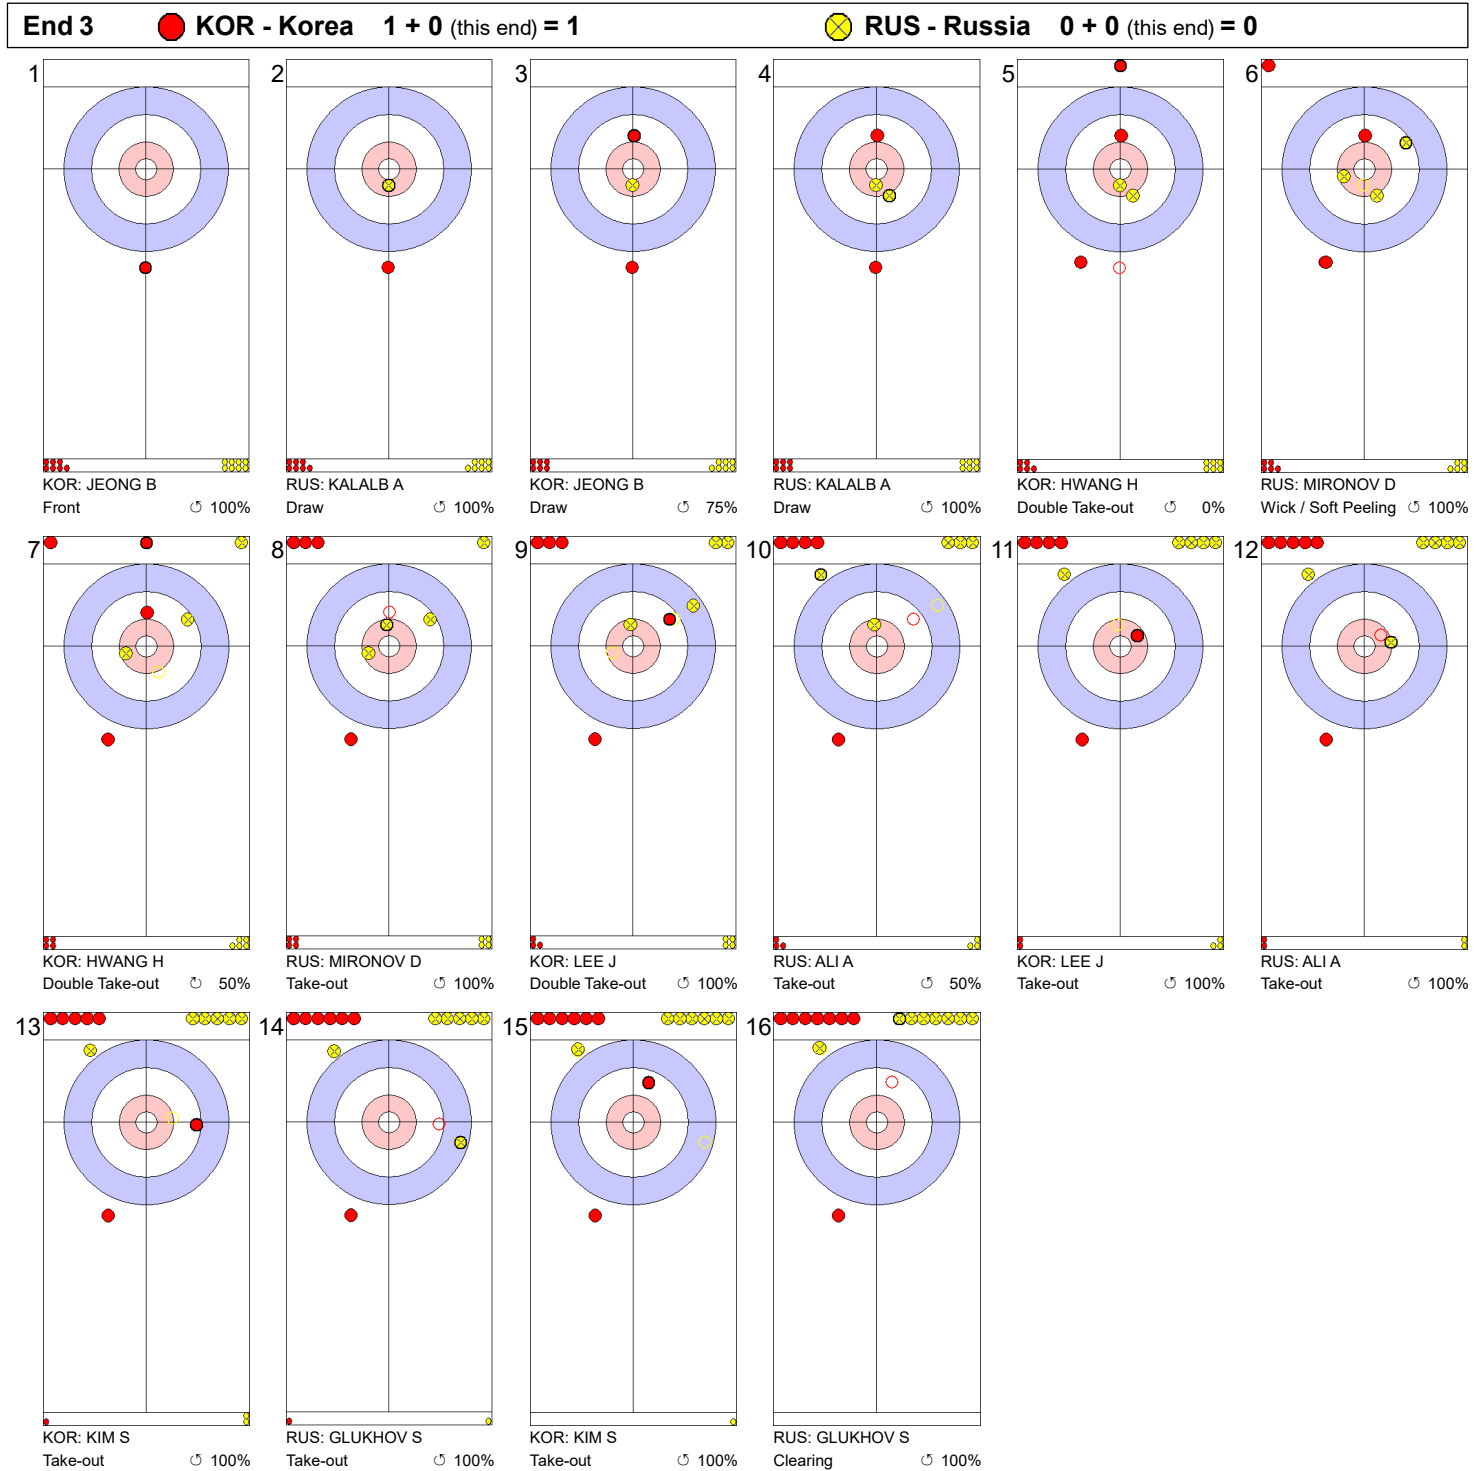 End 3 KOR - Korea 1 + 0 (this end) = 1 RUS - Russia 0 + 0 (this end) = 0
1 2 3 4 5 6
KOR: JEONG B RUS: KALALB A KOR: JEONG B RUS: KALALB A KOR: HWANG H RUS: MIRONOV D
Front ↺ 100% Draw ↺ 100% Draw ↺ 75% Draw ↺ 100% Double Take-out ↺ 0% Wick / Soft Peeling ↺ 100%
7 8 9 10 11 12
KOR: HWANG H RUS: MIRONOV D KOR: LEE J RUS: ALI A KOR: LEE J RUS: ALI A
Double Take-out ↻ 50% Take-out ↺ 100% Double Take-out ↺ 100% Take-out ↺ 50% Take-out ↺ 100% Take-out ↺ 100%
13 14 15 16
KOR: KIM S RUS: GLUKHOV S KOR: KIM S RUS: GLUKHOV S
Take-out ↺ 100% Take-out ↺ 100% Take-out ↺ 100% Clearing ↺ 100%